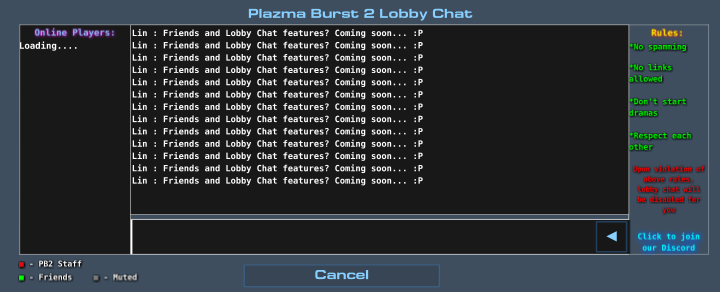 Plazma Burst 2 Lobby Chat
Online Players:
Loading....
Lin : Friends and Lobby Chat features? Coming soon... :P
Lin : Friends and Lobby Chat features? Coming soon... :P
Lin : Friends and Lobby Chat features? Coming soon... :P
Lin : Friends and Lobby Chat features? Coming soon... :P
Lin : Friends and Lobby Chat features? Coming soon... :P
Lin : Friends and Lobby Chat features? Coming soon... :P
Lin : Friends and Lobby Chat features? Coming soon... :P
Lin : Friends and Lobby Chat features? Coming soon... :P
Lin : Friends and Lobby Chat features? Coming soon... :P
Lin : Friends and Lobby Chat features? Coming soon... :P
Lin : Friends and Lobby Chat features? Coming soon... :P
Lin : Friends and Lobby Chat features? Coming soon... :P
Lin : Friends and Lobby Chat features? Coming soon... :P
Rules:
*No spamming
*No links
allowed
*Don't start
dramas
*Respect each
other
Upon violation of
above rules,
lobby chat will
be disabled for
you
Click to join
our Discord
- PB2 Staff
- Friends
- Muted
Cancel